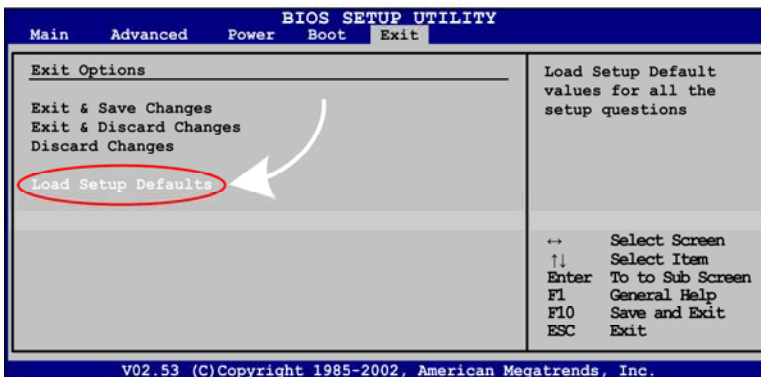 BIOS SETUP UTILITY
Main Advanced Power Boot Exit
Exit Options
Exit & Save Changes
Exit & Discard Changes
Discard Changes
Load Setup Defaults
Load Setup Default
values for all the
setup questions
↔ Select Screen
↑↓ Select Item
Enter To to Sub Screen
F1 General Help
F10 Save and Exit
ESC Exit
V02.53 (C)Copyright 1985-2002, American Megatrends, Inc.